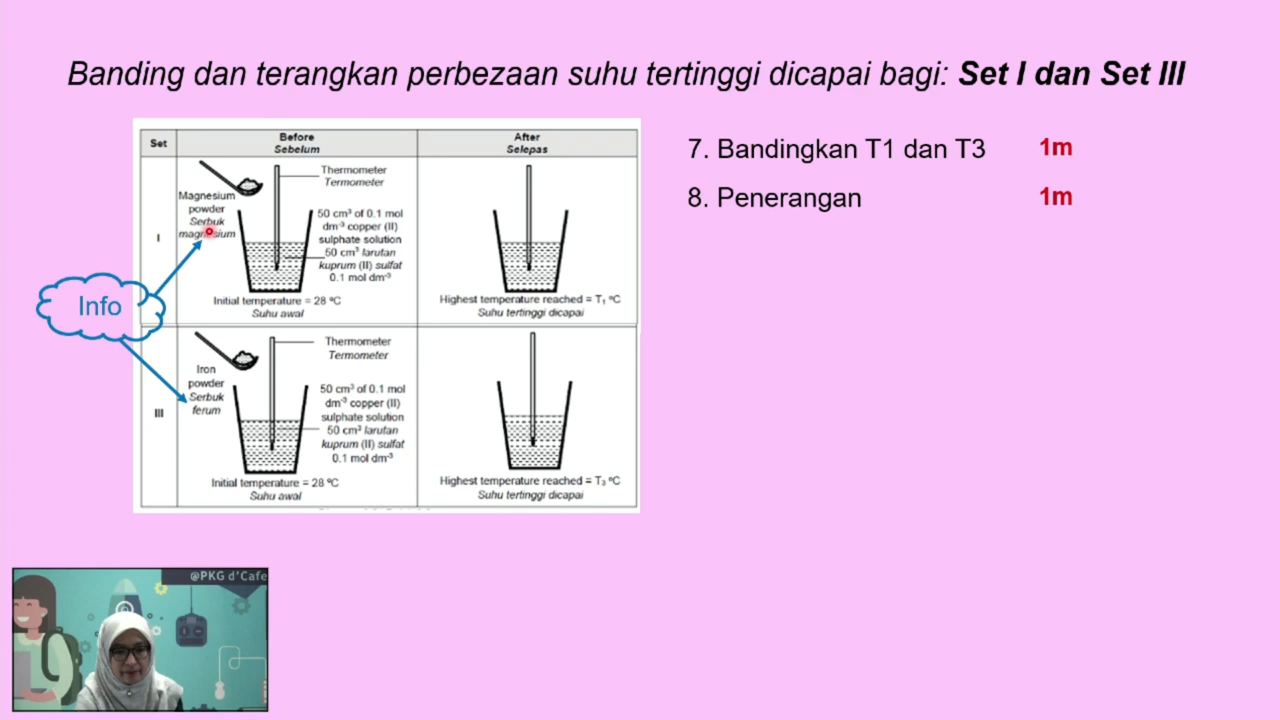 Banding dan terangkan perbezaan suhu tertinggi dicapai bagi: Set I dan Set III
Set
Before
Sebelum
After
Selepas
I
Magnesium
powder
Serbuk
magnesium
Thermometer
Termometer
50 cm³ of 0.1 mol
dm⁻³ copper (II)
sulphate solution
50 cm³ larutan
kuprum (II) sulfat
0.1 mol dm⁻³
Initial temperature = 28 ⁰C
Suhu awal
Highest temperature reached = T₁ ⁰C
Suhu tertinggi dicapai
Info
III
Iron
powder
Serbuk
ferum
Thermometer
Termometer
50 cm³ of 0.1 mol
dm⁻³ copper (II)
sulphate solution
50 cm³ larutan
kuprum (II) sulfat
0.1 mol dm⁻³
Initial temperature = 28 ⁰C
Suhu awal
Highest temperature reached = T₃ ⁰C
Suhu tertinggi dicapai
7. Bandingkan T1 dan T3 1m
8. Penerangan 1m
@PKG d'Cafe